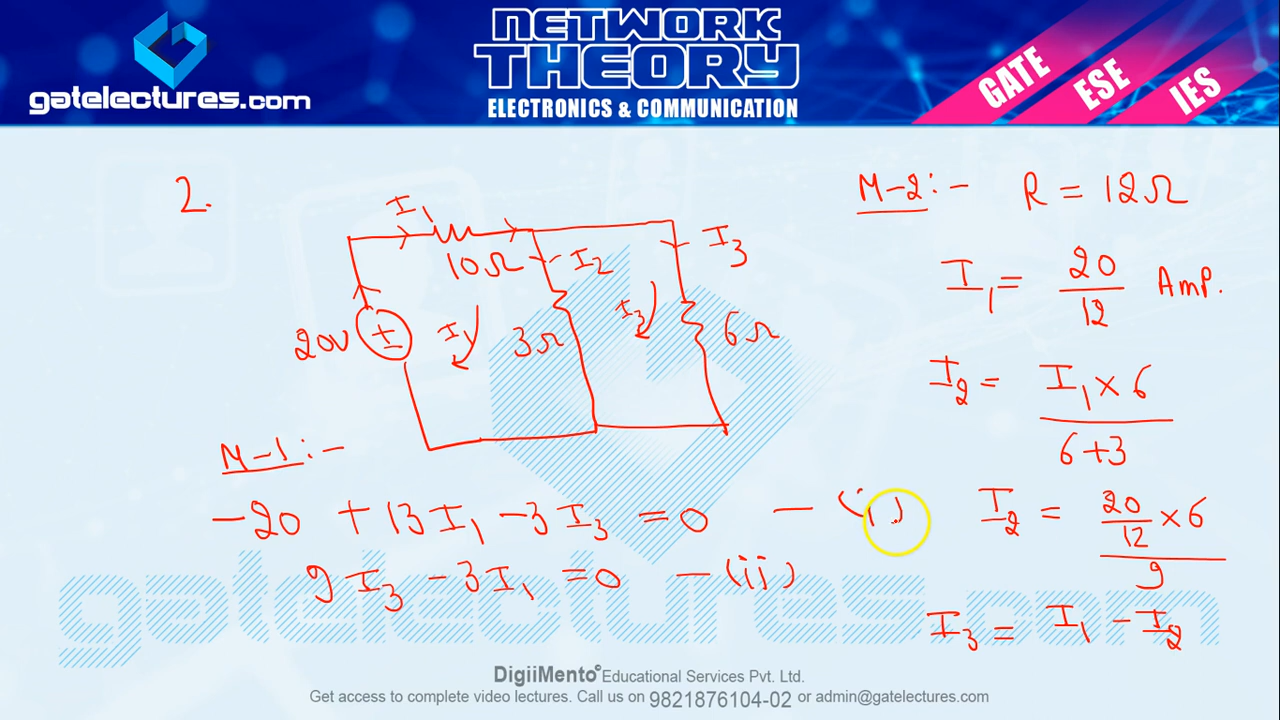 gatelectures.com
NETWORK
THEORY
ELECTRONICS & COMMUNICATION
GATE
ESE
IES
2.
I₁
10Ω
I₂
I₃
20V
±
I₁
3Ω
I₃
6Ω
M-1:-
-20 + 13I₁ -3I₃ = 0 - (i)
9I₃ - 3I₁ = 0 - (ii)
M-2:- R = 12Ω
I₁ = 20/12 Amp.
I₂ = I₁ × 6
6+3
I₂ = 20/12 × 6
9
I₃ = I₁ - I₂
gatelectures.com
DigiiMento© Educational Services Pvt. Ltd.
Get access to complete video lectures. Call us on 9821876104-02 or admin@gatelectures.com